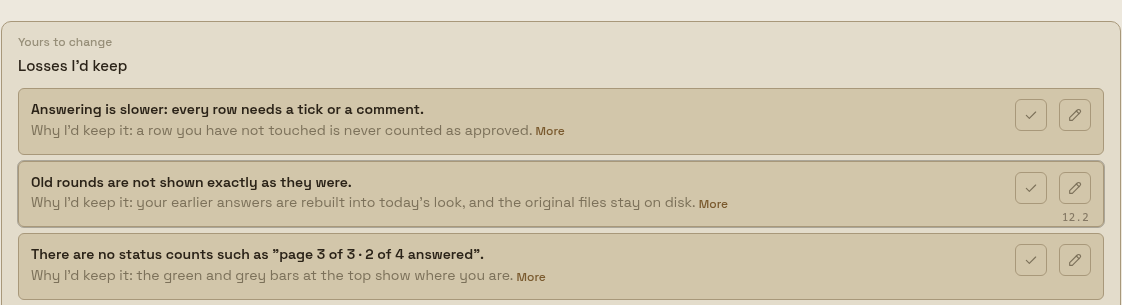 Yours to change
Losses I'd keep
Answering is slower: every row needs a tick or a comment.
Why I'd keep it: a row you have not touched is never counted as approved. More
Old rounds are not shown exactly as they were.
Why I'd keep it: your earlier answers are rebuilt into today's look, and the original files stay on disk. More
12.2
There are no status counts such as "page 3 of 3 · 2 of 4 answered".
Why I'd keep it: the green and grey bars at the top show where you are. More